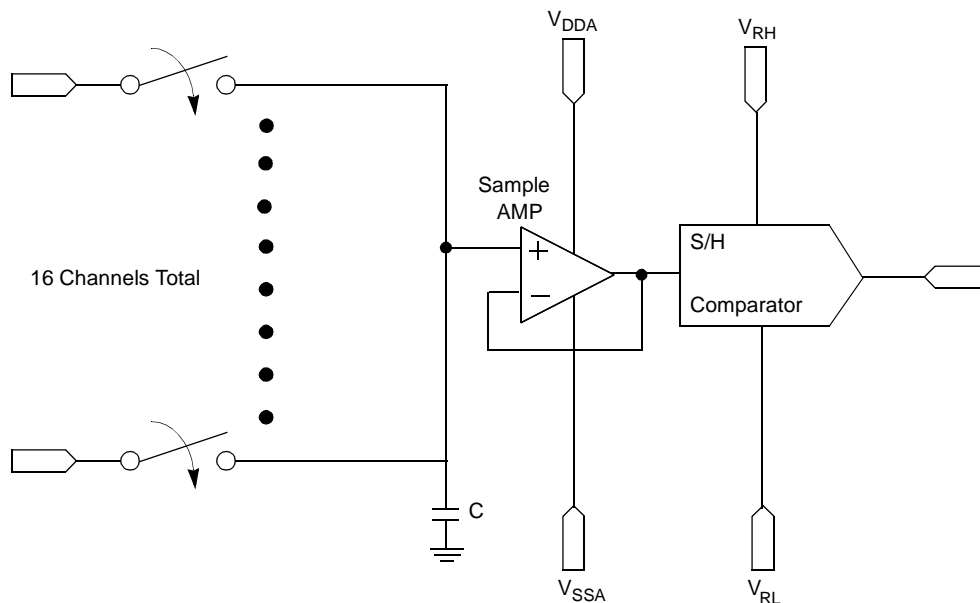 V_DDA
V_RH
Sample
AMP
S/H
16 Channels Total
Comparator
C
V_SSA
V_RL
+
−